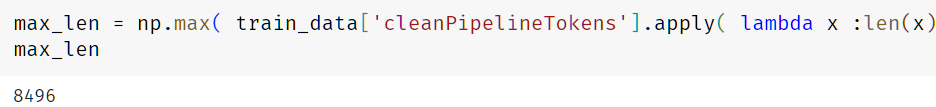 max_len = np.max( train_data['cleanPipelineTokens'].apply( lambda x :len(x)
max_len
8496